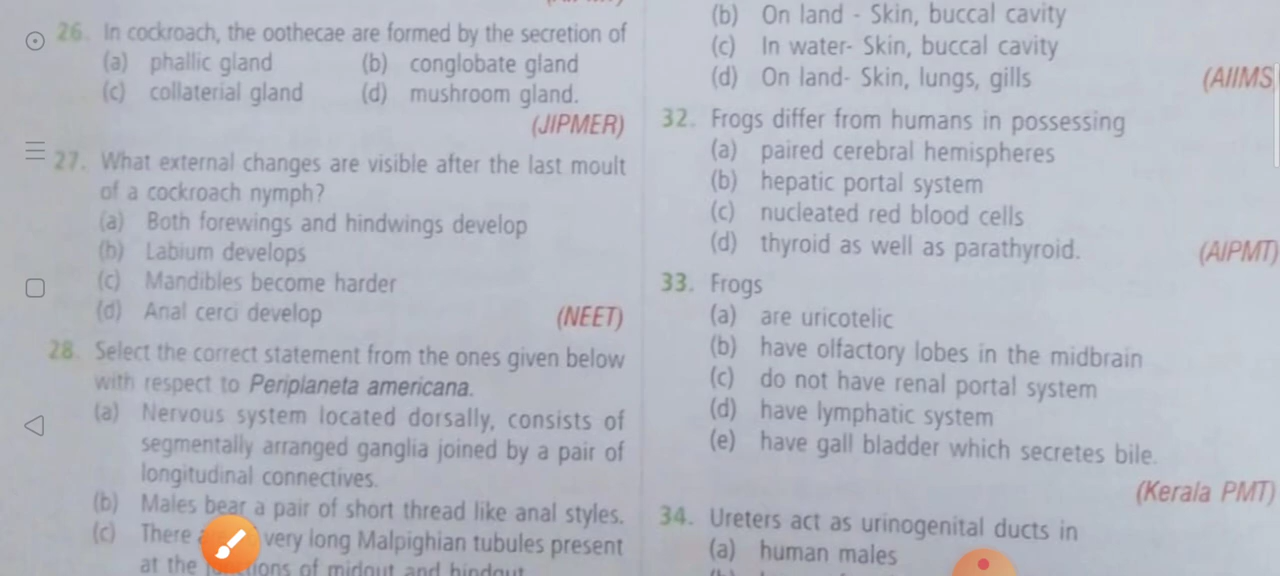 26. In cockroach, the oothecae are formed by the secretion of
(a) phallic gland (b) conglobate gland
(c) collaterial gland (d) mushroom gland.
(JIPMER)
27. What external changes are visible after the last moult
of a cockroach nymph?
(a) Both forewings and hindwings develop
(b) Labium develops
(c) Mandibles become harder
(d) Anal cerci develop (NEET)
28. Select the correct statement from the ones given below
with respect to Periplaneta americana.
(a) Nervous system located dorsally, consists of
segmentally arranged ganglia joined by a pair of
longitudinal connectives.
(b) Males bear a pair of short thread like anal styles.
(c) There very long Malpighian tubules present
at the of midgut and hindgut
(b) On land - Skin, buccal cavity
(c) In water- Skin, buccal cavity
(d) On land- Skin, lungs, gills (AIIMS
32. Frogs differ from humans in possessing
(a) paired cerebral hemispheres
(b) hepatic portal system
(c) nucleated red blood cells
(d) thyroid as well as parathyroid. (AIPMT)
33. Frogs
(a) are uricotelic
(b) have olfactory lobes in the midbrain
(c) do not have renal portal system
(d) have lymphatic system
(e) have gall bladder which secretes bile.
(Kerala PMT)
34. Ureters act as urinogenital ducts in
(a) human males